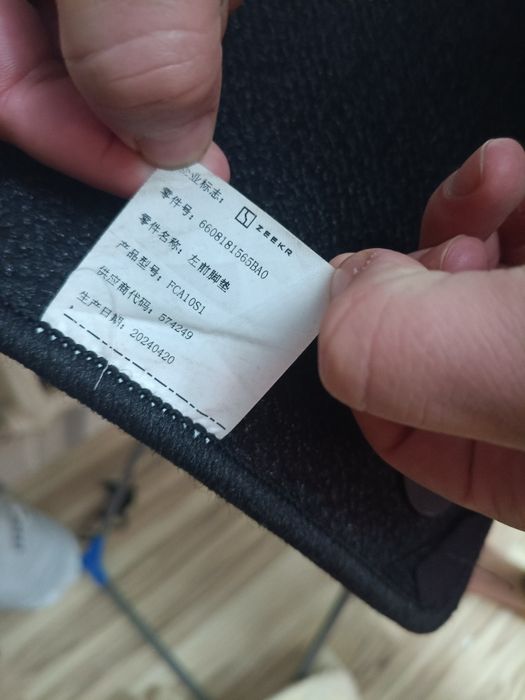 企业标志： ZEEKR
零件号：6608181565BA0
零件名称：左前脚垫
产品型号：FCA10S1
供应商代码：574249
生产日期：20240420